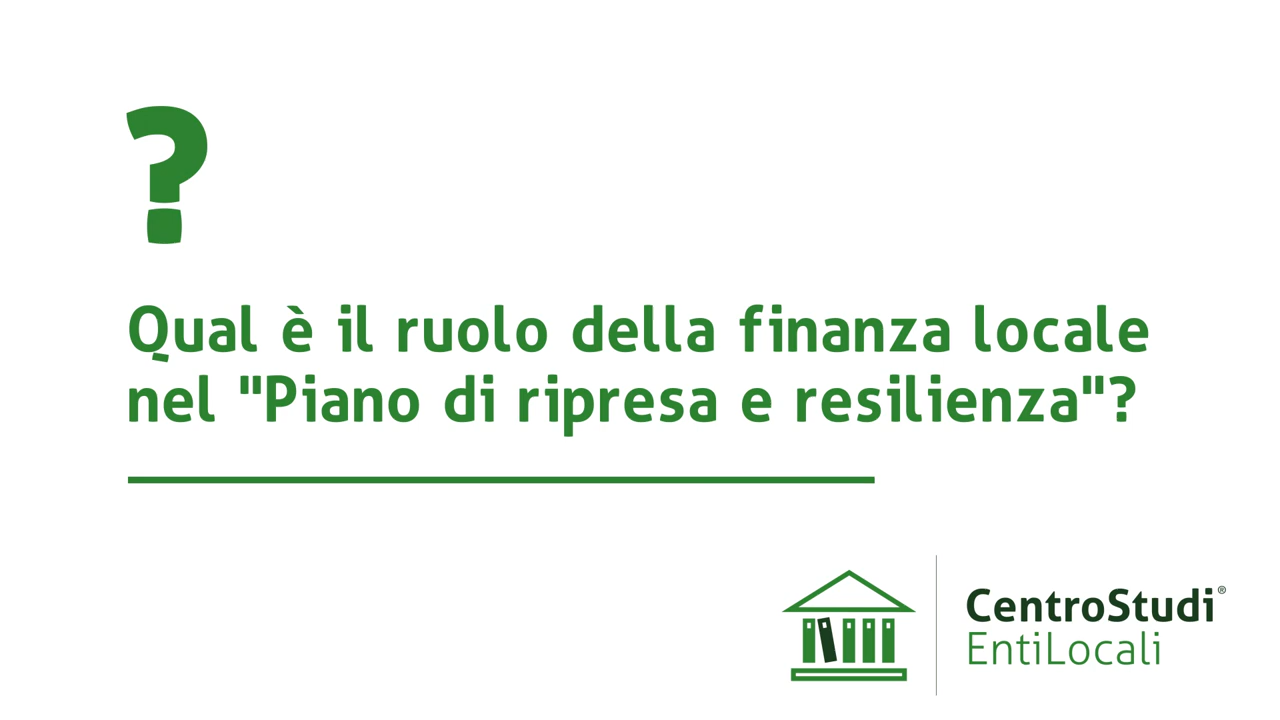 ?
Qual è il ruolo della finanza locale
nel "Piano di ripresa e resilienza"?
CentroStudi®
EntiLocali